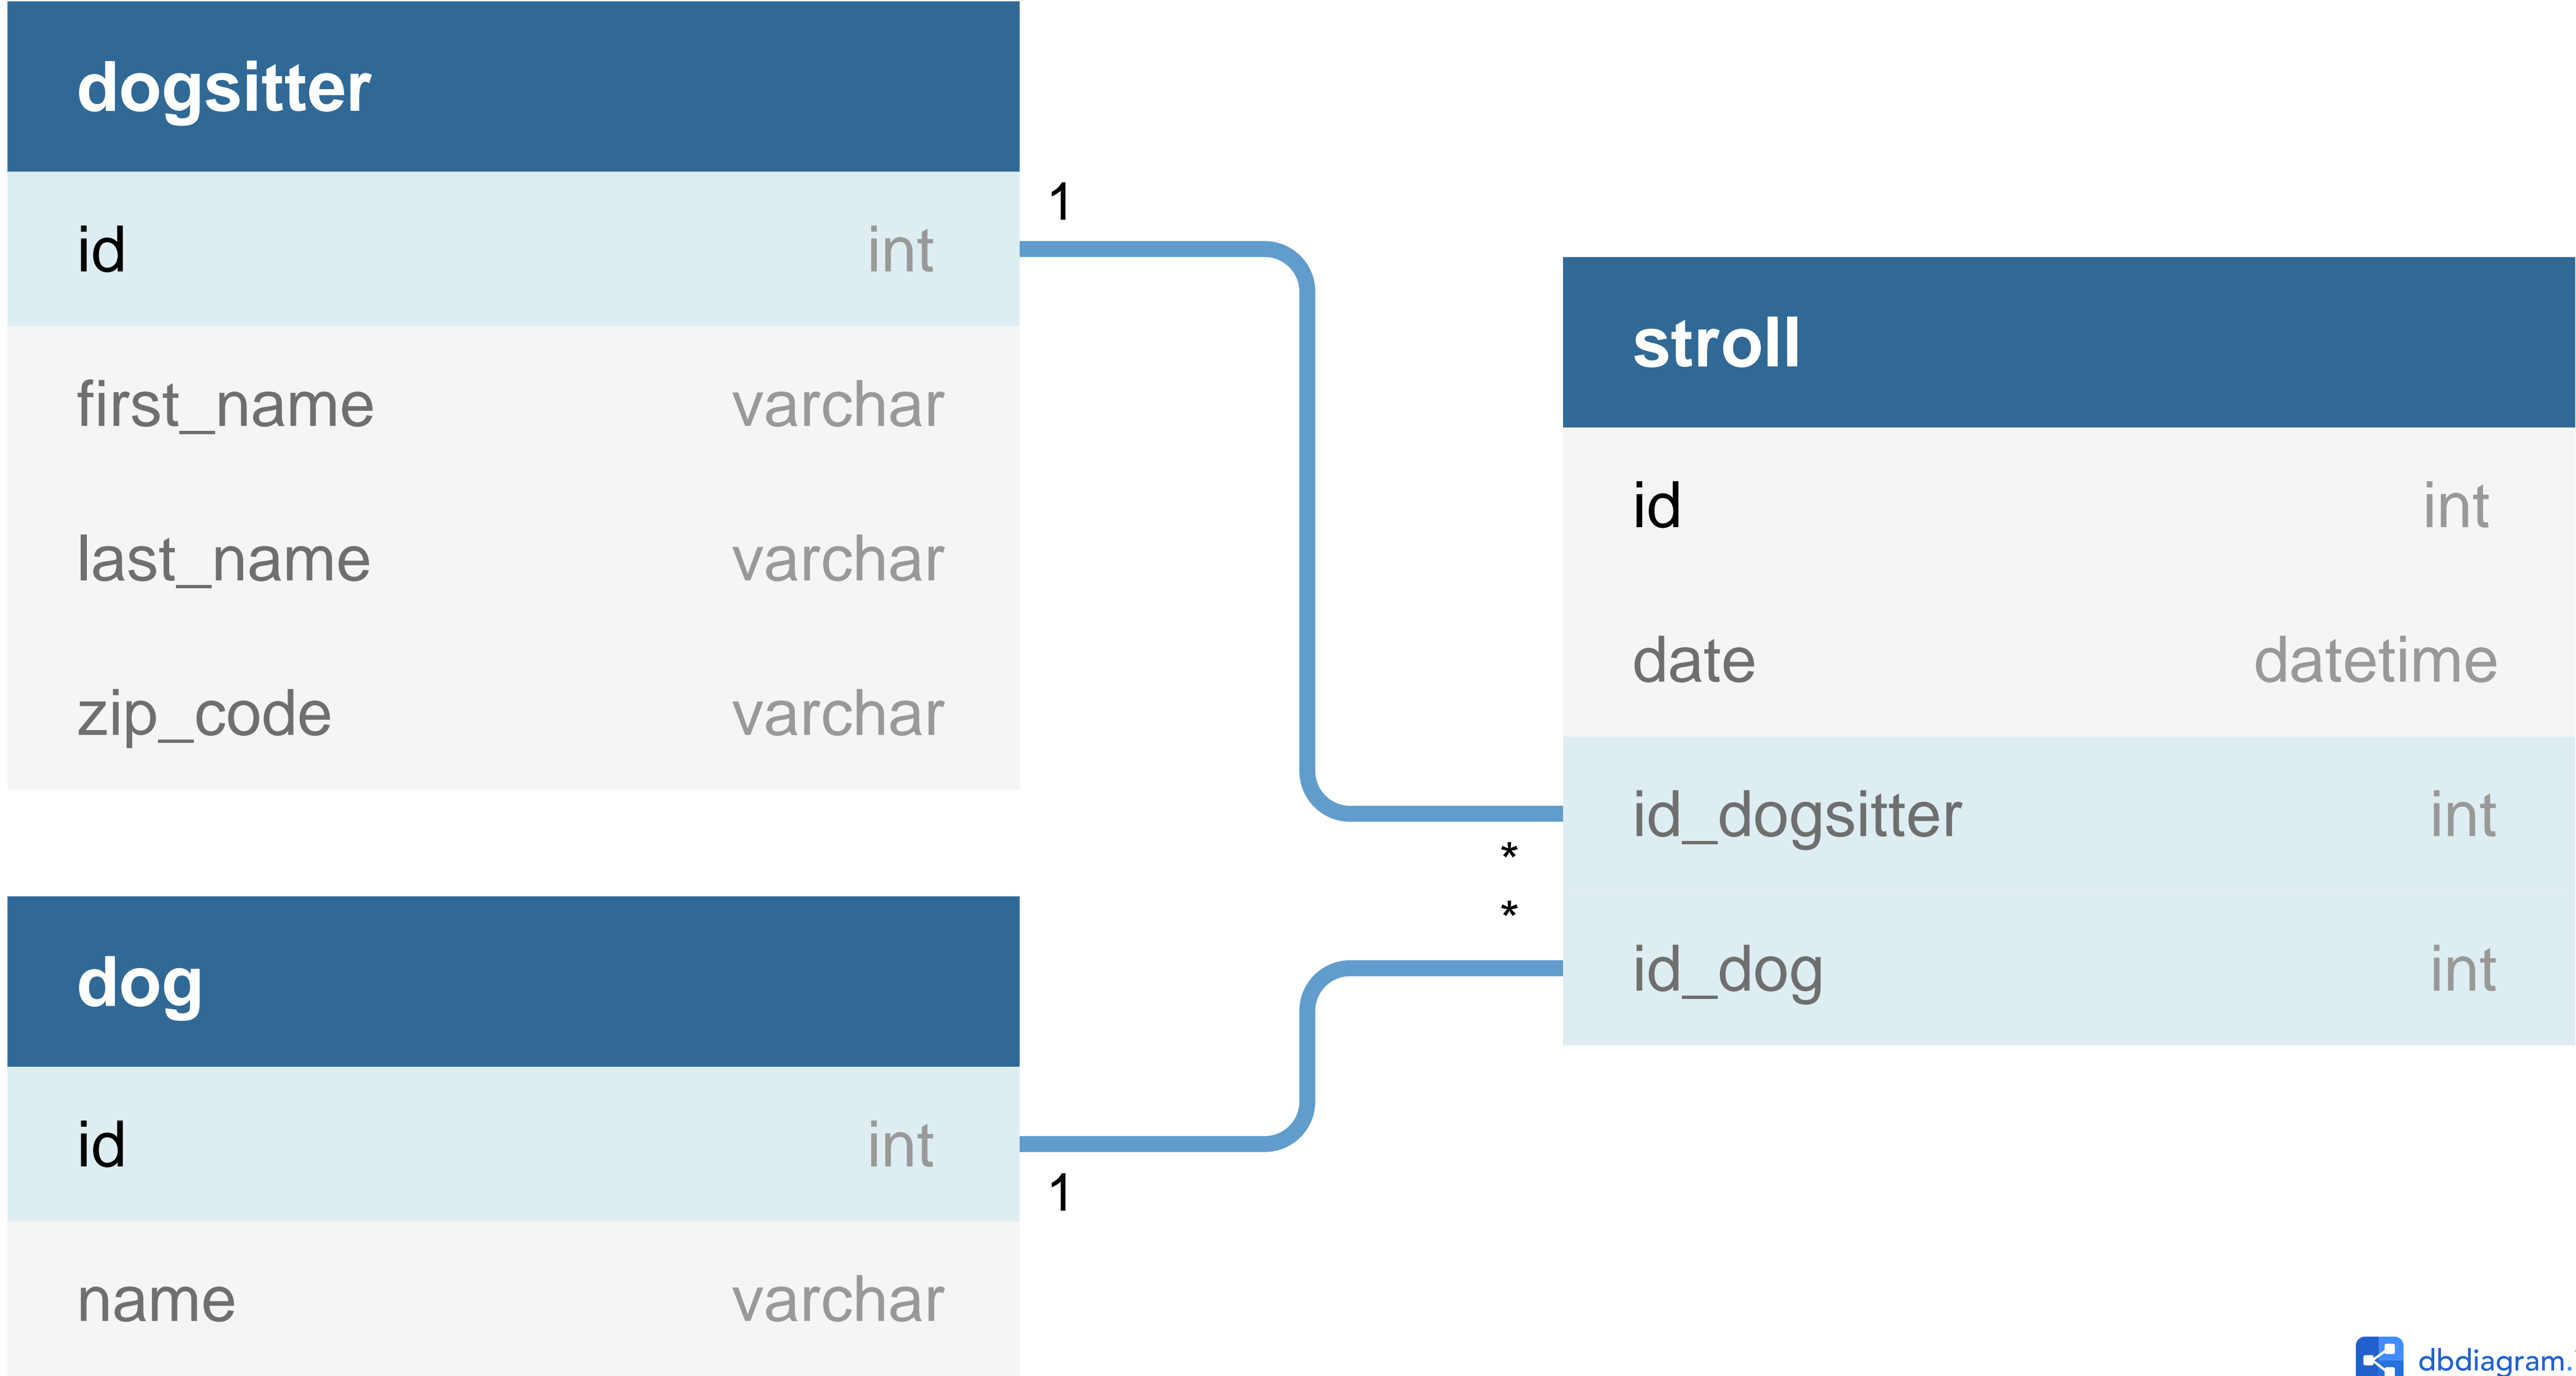 dogsitter
id int
first_name varchar
last_name varchar
zip_code varchar
1
*
stroll
id int
date datetime
id_dogsitter int
id_dog int
dog
id int
name varchar
1
*
dbdiagram.